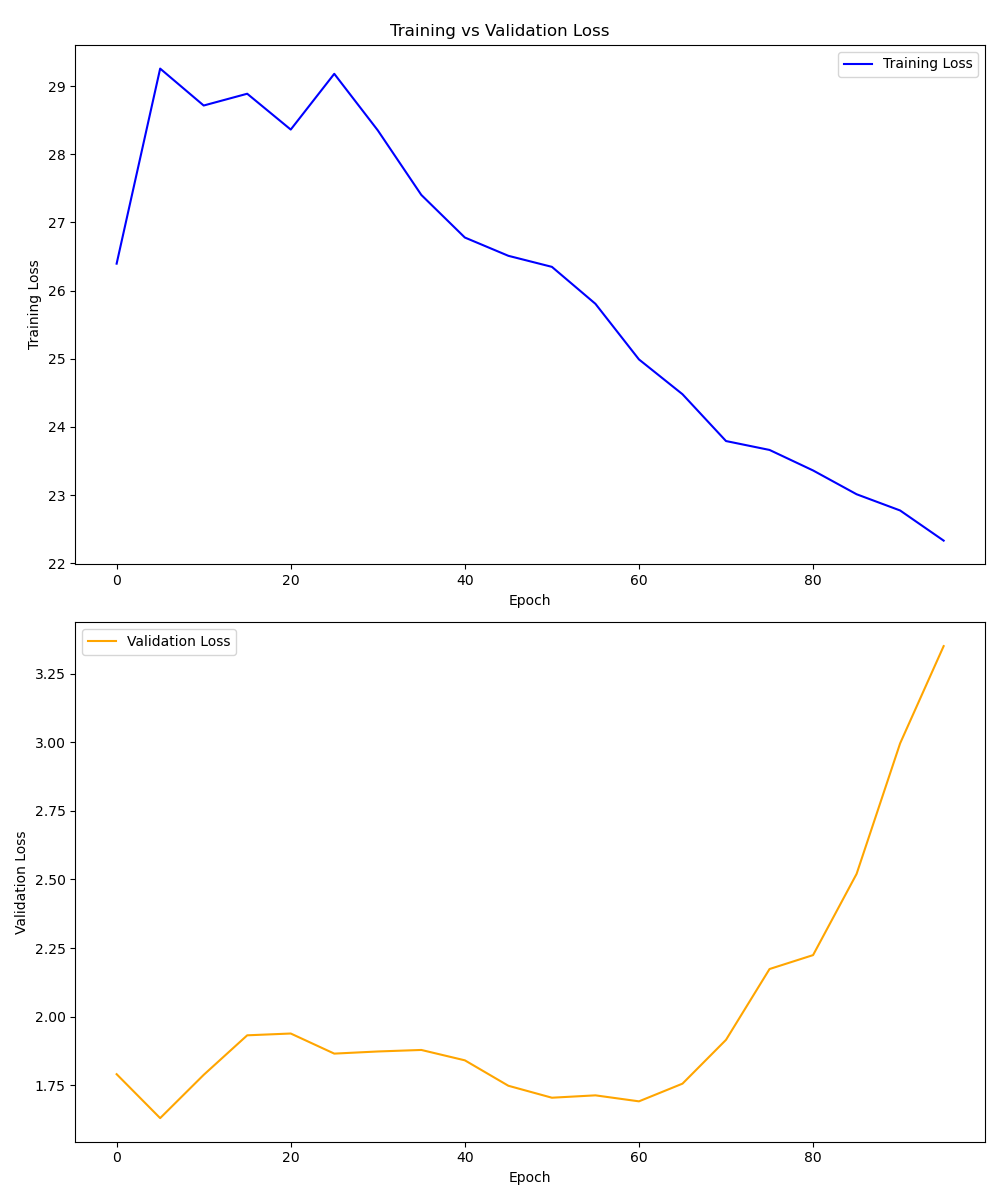 Training vs Validation Loss
Training Loss
29
28
27
26
25
24
23
22
Training Loss
0 20 40 60 80
Epoch
Validation Loss
3.25
3.00
2.75
2.50
2.25
2.00
1.75
Validation Loss
0 20 40 60 80
Epoch